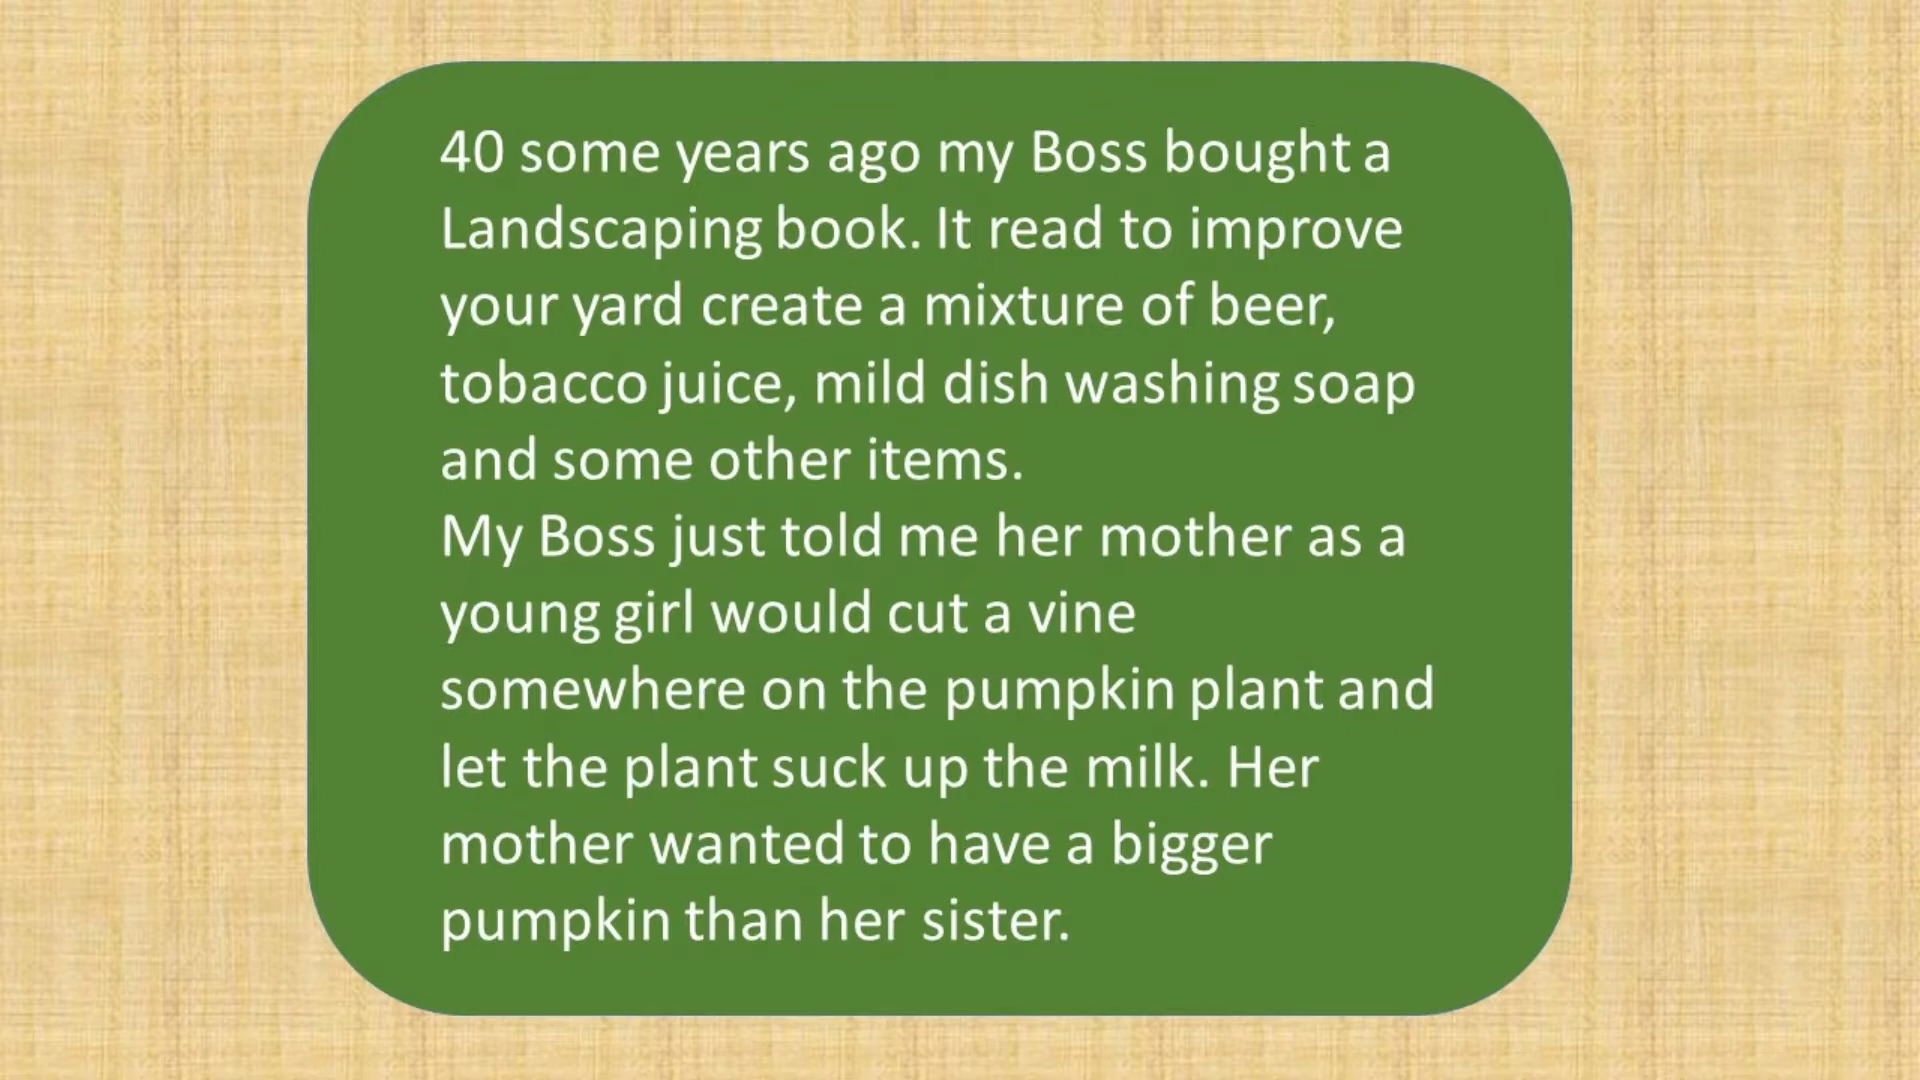 40 some years ago my Boss bought a
Landscaping book. It read to improve
your yard create a mixture of beer,
tobacco juice, mild dish washing soap
and some other items.
My Boss just told me her mother as a
young girl would cut a vine
somewhere on the pumpkin plant and
let the plant suck up the milk. Her
mother wanted to have a bigger
pumpkin than her sister.